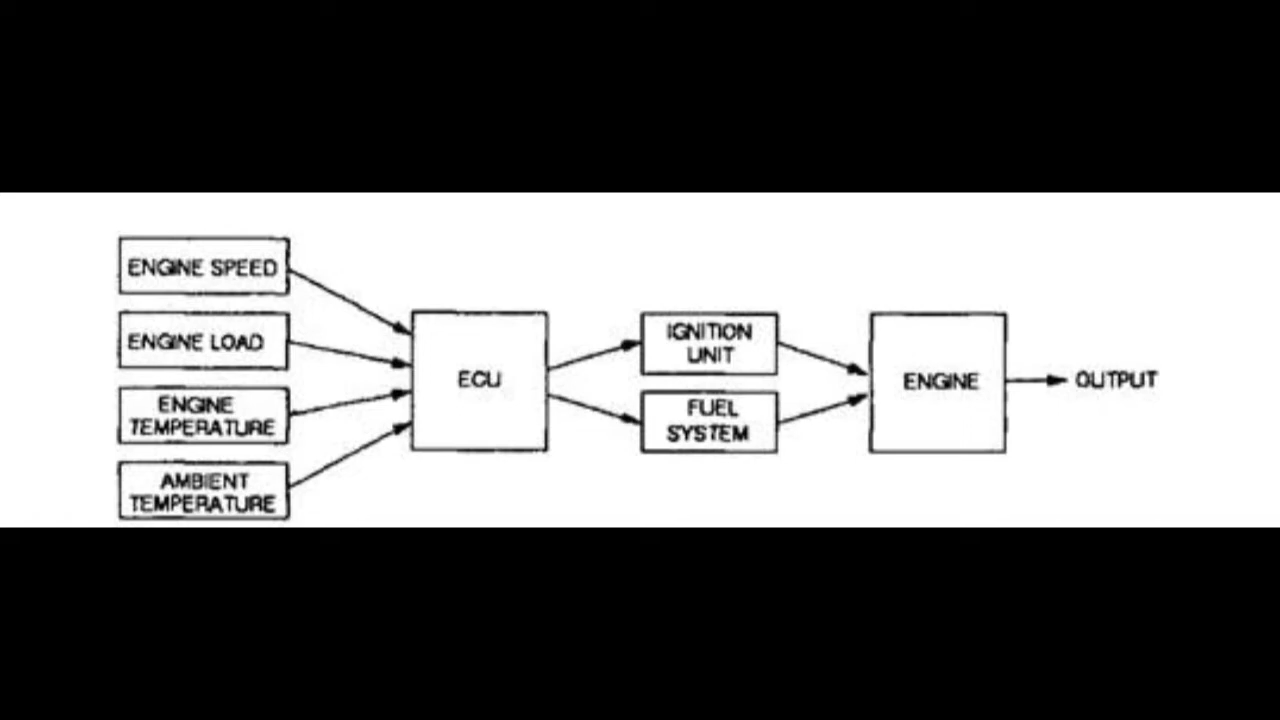 ENGINE SPEED
ENGINE LOAD
ENGINE
TEMPERATURE
AMBIENT
TEMPERATURE
ECU
IGNITION
UNIT
FUEL
SYSTEM
ENGINE
OUTPUT